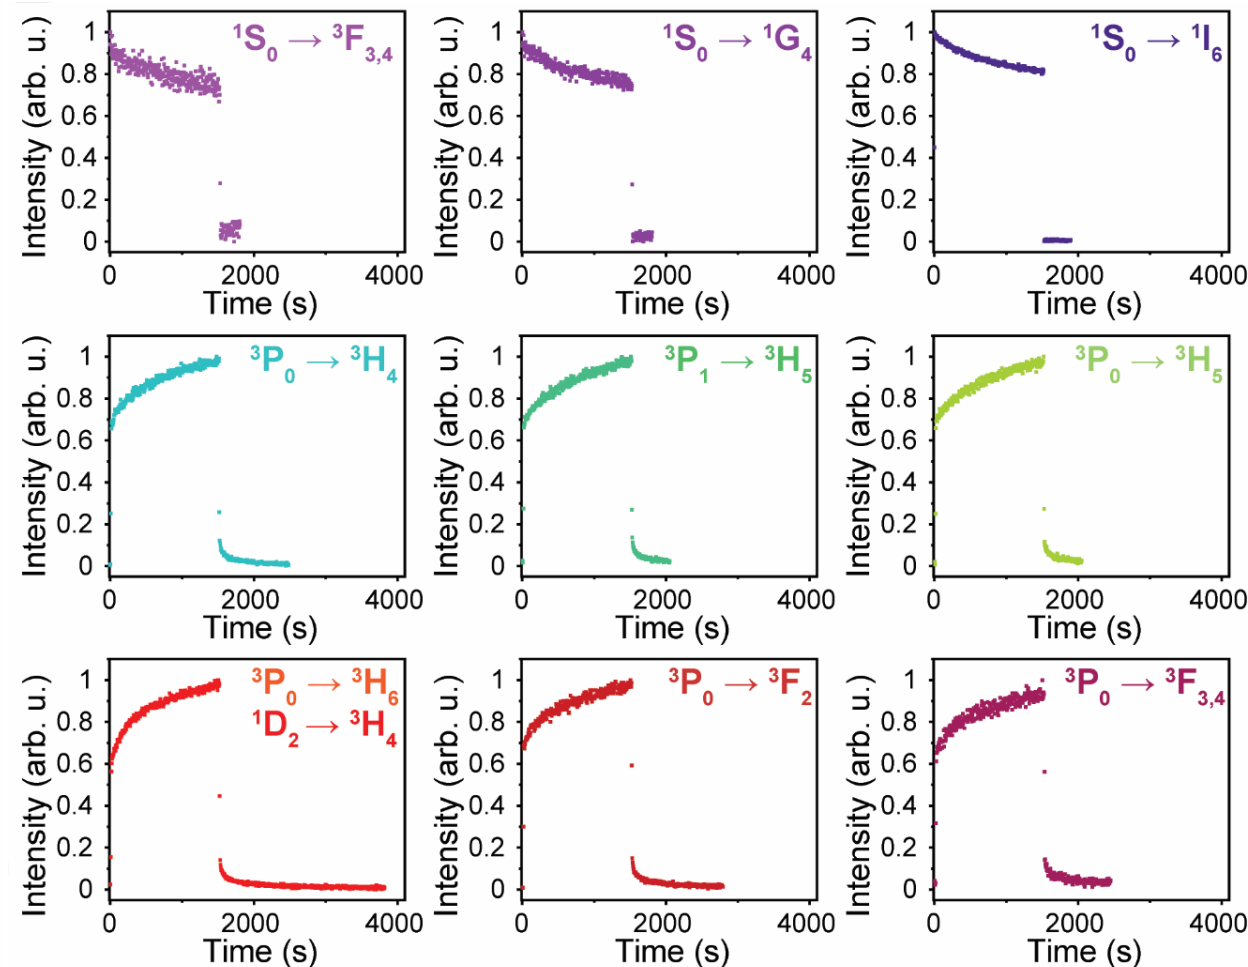 Intensity (arb. u.)
1
0.8
0.6
0.4
0.2
0
¹S₀ → ³F₃,₄
0 2000 4000
Time (s)
Intensity (arb. u.)
1
0.8
0.6
0.4
0.2
0
¹S₀ → ¹G₄
0 2000 4000
Time (s)
Intensity (arb. u.)
1
0.8
0.6
0.4
0.2
0
¹S₀ → ¹I₆
0 2000 4000
Time (s)
Intensity (arb. u.)
1
0.8
0.6
0.4
0.2
0
³P₀ → ³H₄
0 2000 4000
Time (s)
Intensity (arb. u.)
1
0.8
0.6
0.4
0.2
0
³P₁ → ³H₅
0 2000 4000
Time (s)
Intensity (arb. u.)
1
0.8
0.6
0.4
0.2
0
³P₀ → ³H₅
0 2000 4000
Time (s)
Intensity (arb. u.)
1
0.8
0.6
0.4
0.2
0
³P₀ → ³H₆
¹D₂ → ³H₄
0 2000 4000
Time (s)
Intensity (arb. u.)
1
0.8
0.6
0.4
0.2
0
³P₀ → ³F₂
0 2000 4000
Time (s)
Intensity (arb. u.)
1
0.8
0.6
0.4
0.2
0
³P₀ → ³F₃,₄
0 2000 4000
Time (s)